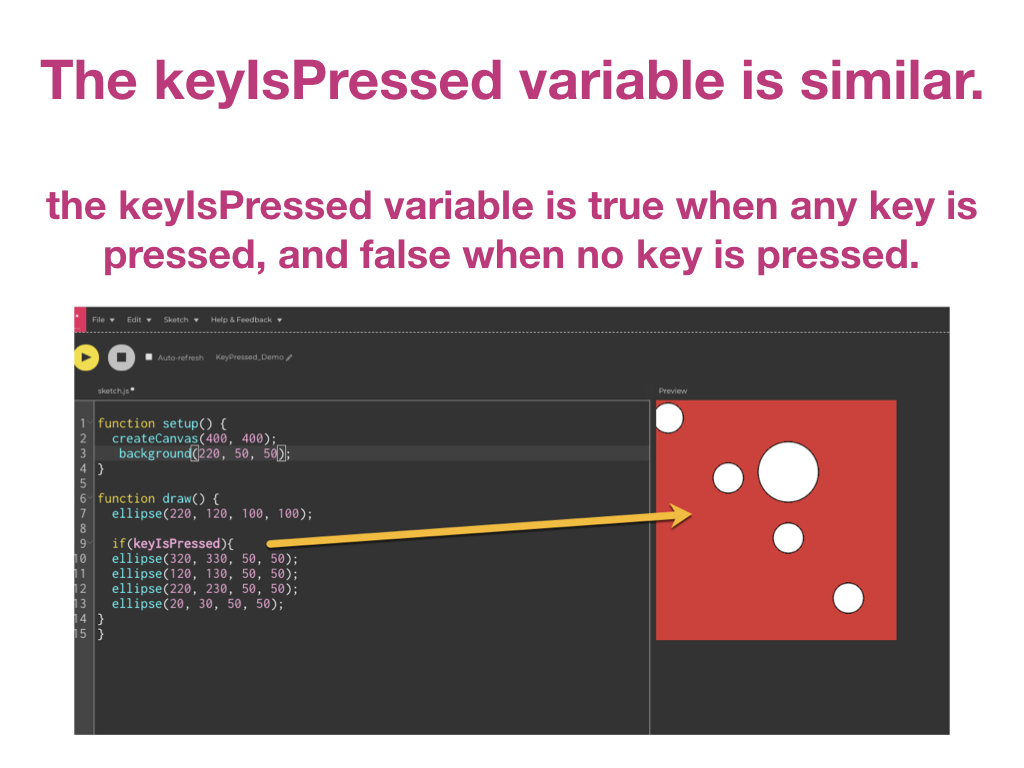 The keyIsPressed variable is similar.
the keyIsPressed variable is true when any key is
pressed, and false when no key is pressed.
File ▼ Edit ▼ Sketch ▼ Help & Feedback ▼
Auto-refresh KeyPressed_Demo
sketch.js
Preview
1 function setup() {
2 createCanvas(400, 400);
3 background(220, 50, 50);
4 }
5
6 function draw() {
7 ellipse(220, 120, 100, 100);
8
9 if(keyIsPressed){
10 ellipse(320, 330, 50, 50);
11 ellipse(120, 130, 50, 50);
12 ellipse(220, 230, 50, 50);
13 ellipse(20, 30, 50, 50);
14 }
15 }